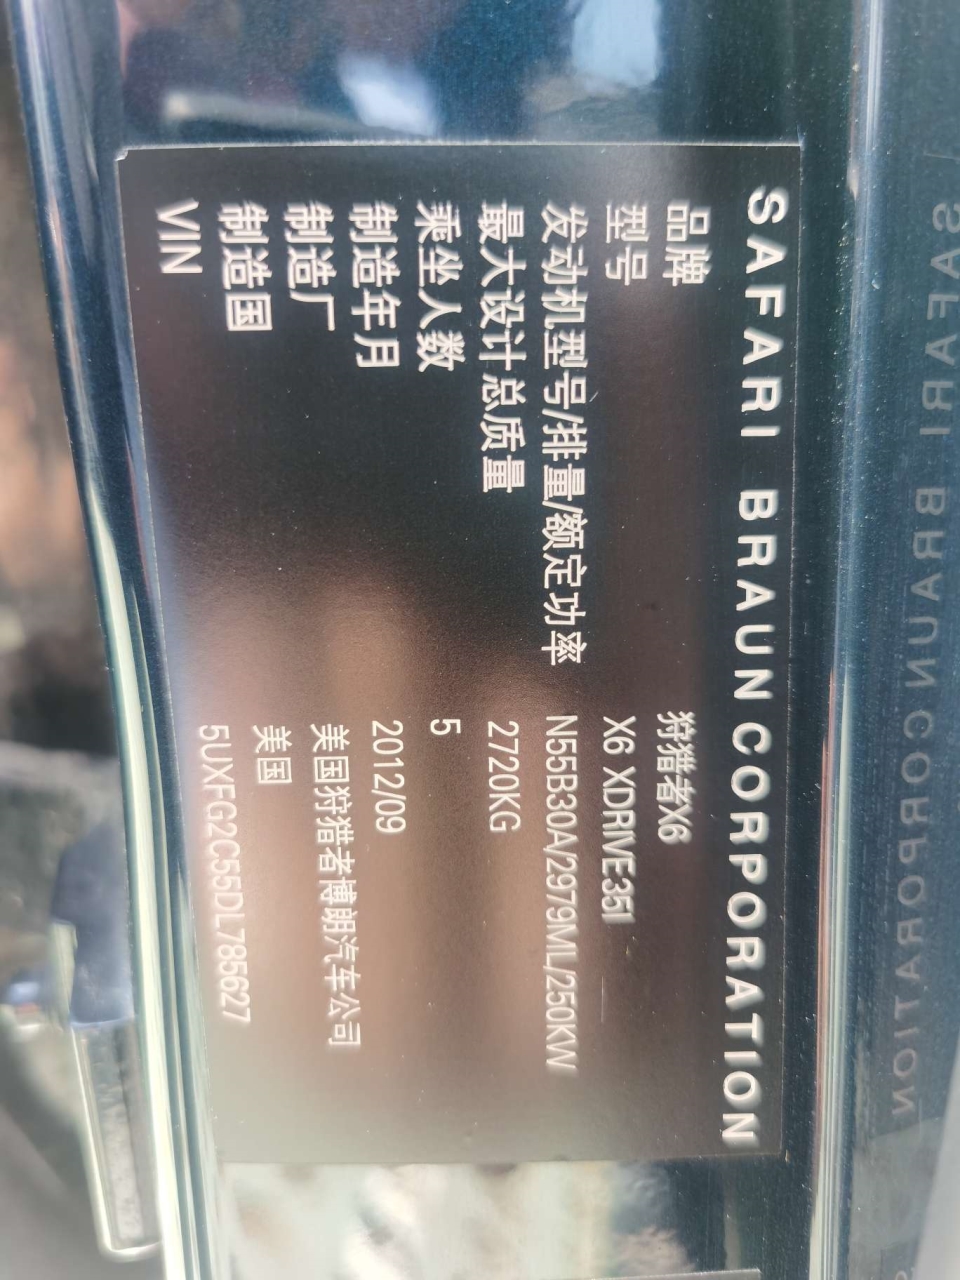 SAFARI BRAUN CORPORATION
品牌 狩猎者X6
型号 X6 XDRIVE35I
发动机型号/排量/额定功率 N55B30A/2979ML/250KW
最大设计总质量 2720KG
乘坐人数 5
制造年月 2012/09
制造厂 美国狩猎者博朗汽车公司
制造国 美国
VIN 5UXFG2C55DL785627